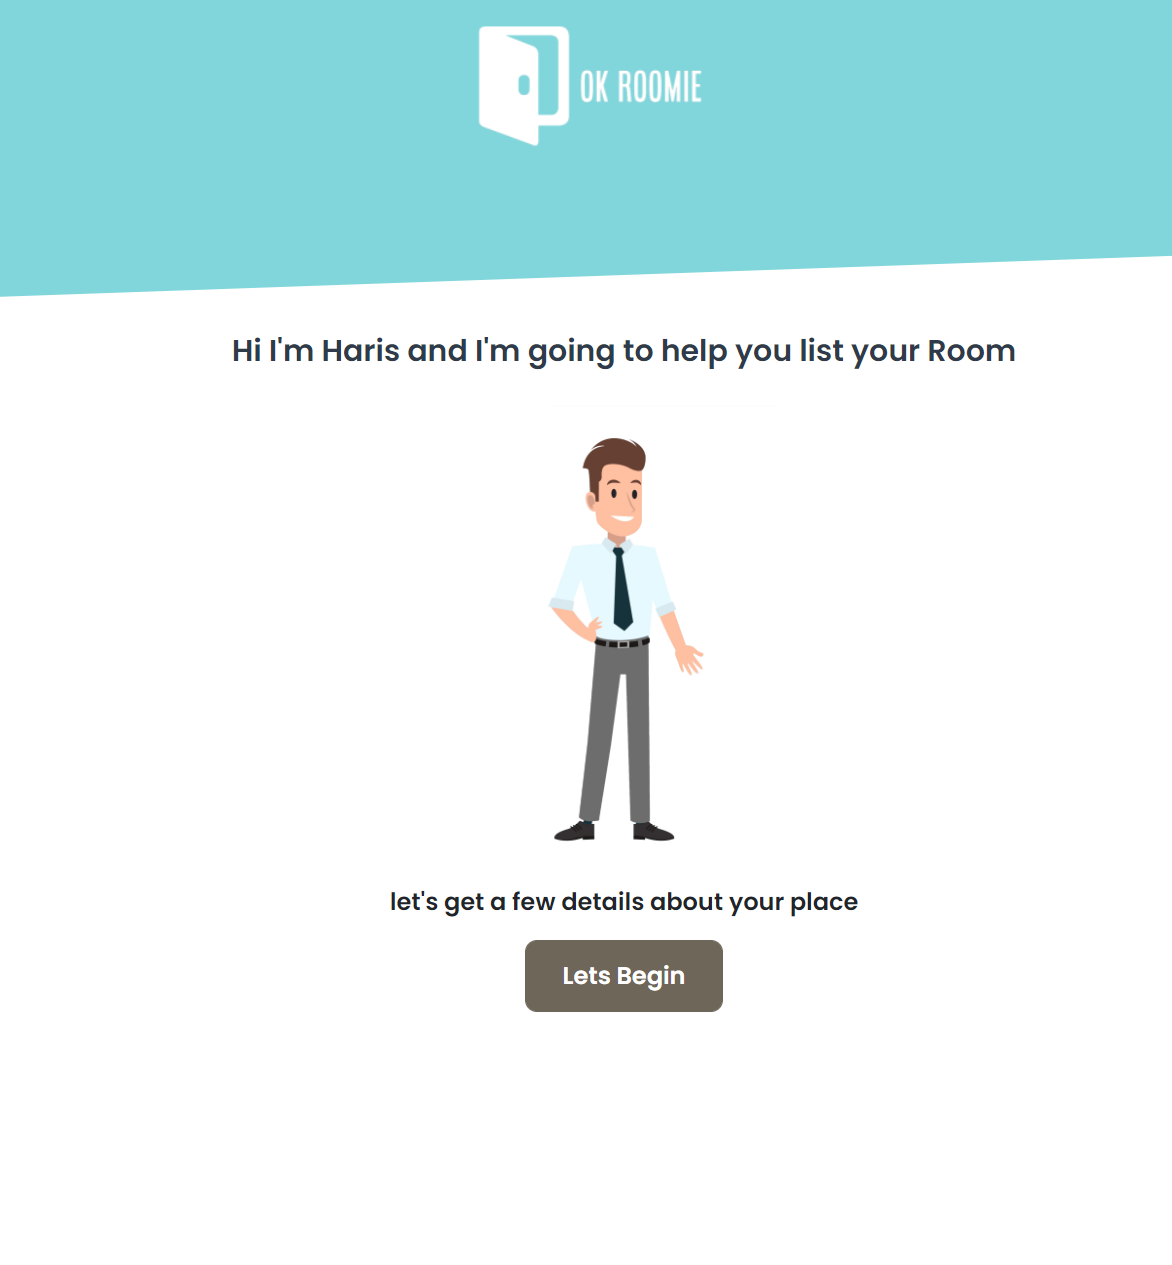 OK ROOMIE
Hi I'm Haris and I'm going to help you list your Room
let's get a few details about your place
Lets Begin